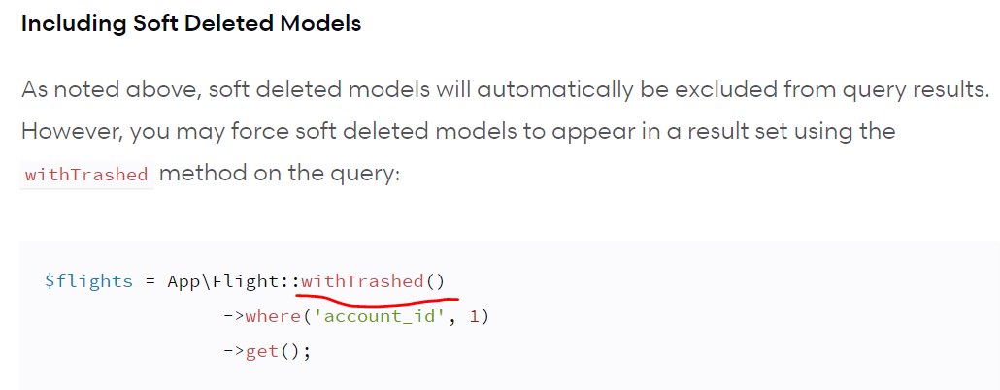 Including Soft Deleted Models
As noted above, soft deleted models will automatically be excluded from query results.
However, you may force soft deleted models to appear in a result set using the
withTrashed method on the query:
$flights = App\Flight::withTrashed()
->where('account_id', 1)
->get();